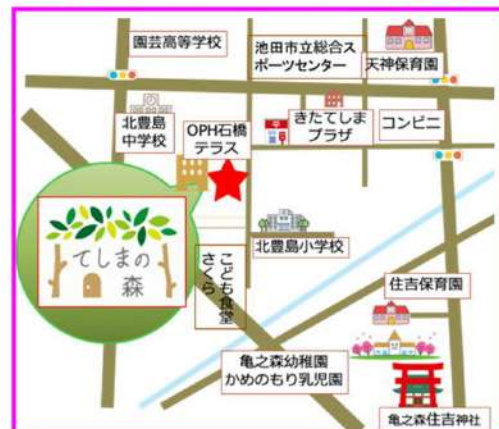 園芸高等学校
池田市立総合ス
ポーツセンター
天神保育園
北豊島
中学校
OPH石橋
テラス
きたてしま
プラザ
コンビニ
てしまの
森
こども食堂
さくら
北豊島小学校
住吉保育園
亀之森幼稚園
かめのもり乳児園
亀之森住吉神社